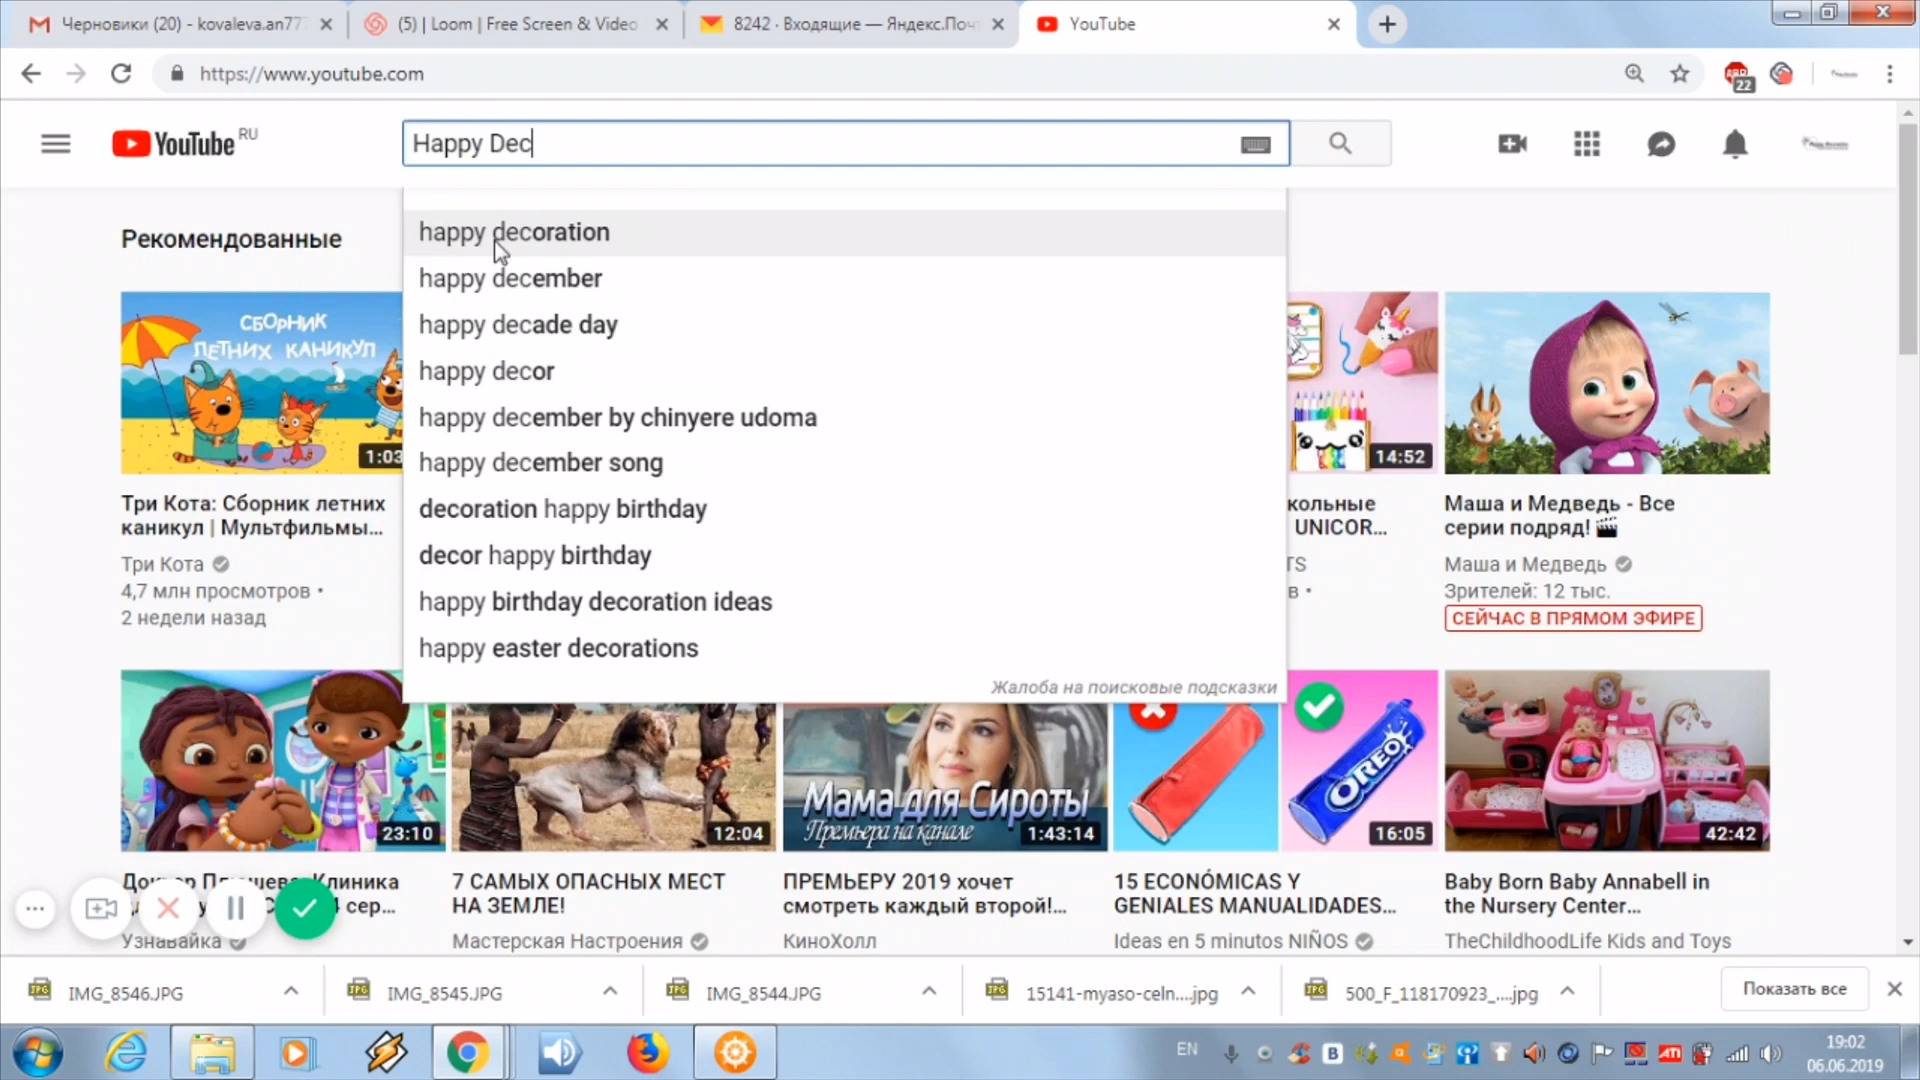 Черновики (20) - kovaleva.an777
(5) | Loom | Free Screen & Video
8242 · Входящие — Яндекс.Поч
YouTube
https://www.youtube.com
22
YouTube RU
Happy Dec
Рекомендованные
happy decoration
happy december
happy decade day
happy decor
happy december by chinyere udoma
happy december song
decoration happy birthday
decor happy birthday
happy birthday decoration ideas
happy easter decorations
Жалоба на поисковые подсказки
СБОРНИК
ЛЕТНИХ КАНИКУЛ
1:03
14:52
Три Кота: Сборник летних
каникул | Мультфильмы...
Три Кота
4,7 млн просмотров •
2 недели назад
кольные
UNICOR...
TS
в •
Маша и Медведь - Все
серии подряд!
Маша и Медведь
Зрителей: 12 тыс.
СЕЙЧАС В ПРЯМОМ ЭФИРЕ
23:10
12:04
Мама для Сироты
Премьера на канале
1:43:14
OREO
16:05
42:42
Клиника
4 сер...
Узнавайка
7 САМЫХ ОПАСНЫХ МЕСТ
НА ЗЕМЛЕ!
Мастерская Настроения
ПРЕМЬЕРУ 2019 хочет
смотреть каждый второй!...
КиноХолл
15 ECONÓMICAS Y
GENIALES MANUALIDADES...
Ideas en 5 minutos NIÑOS
Baby Born Baby Annabell in
the Nursery Center...
TheChildhoodLife Kids and Toys
IMG_8546.JPG
IMG_8545.JPG
IMG_8544.JPG
15141-myaso-celn....jpg
500_F_118170923_....jpg
Показать все
EN
19:02
06.06.2019